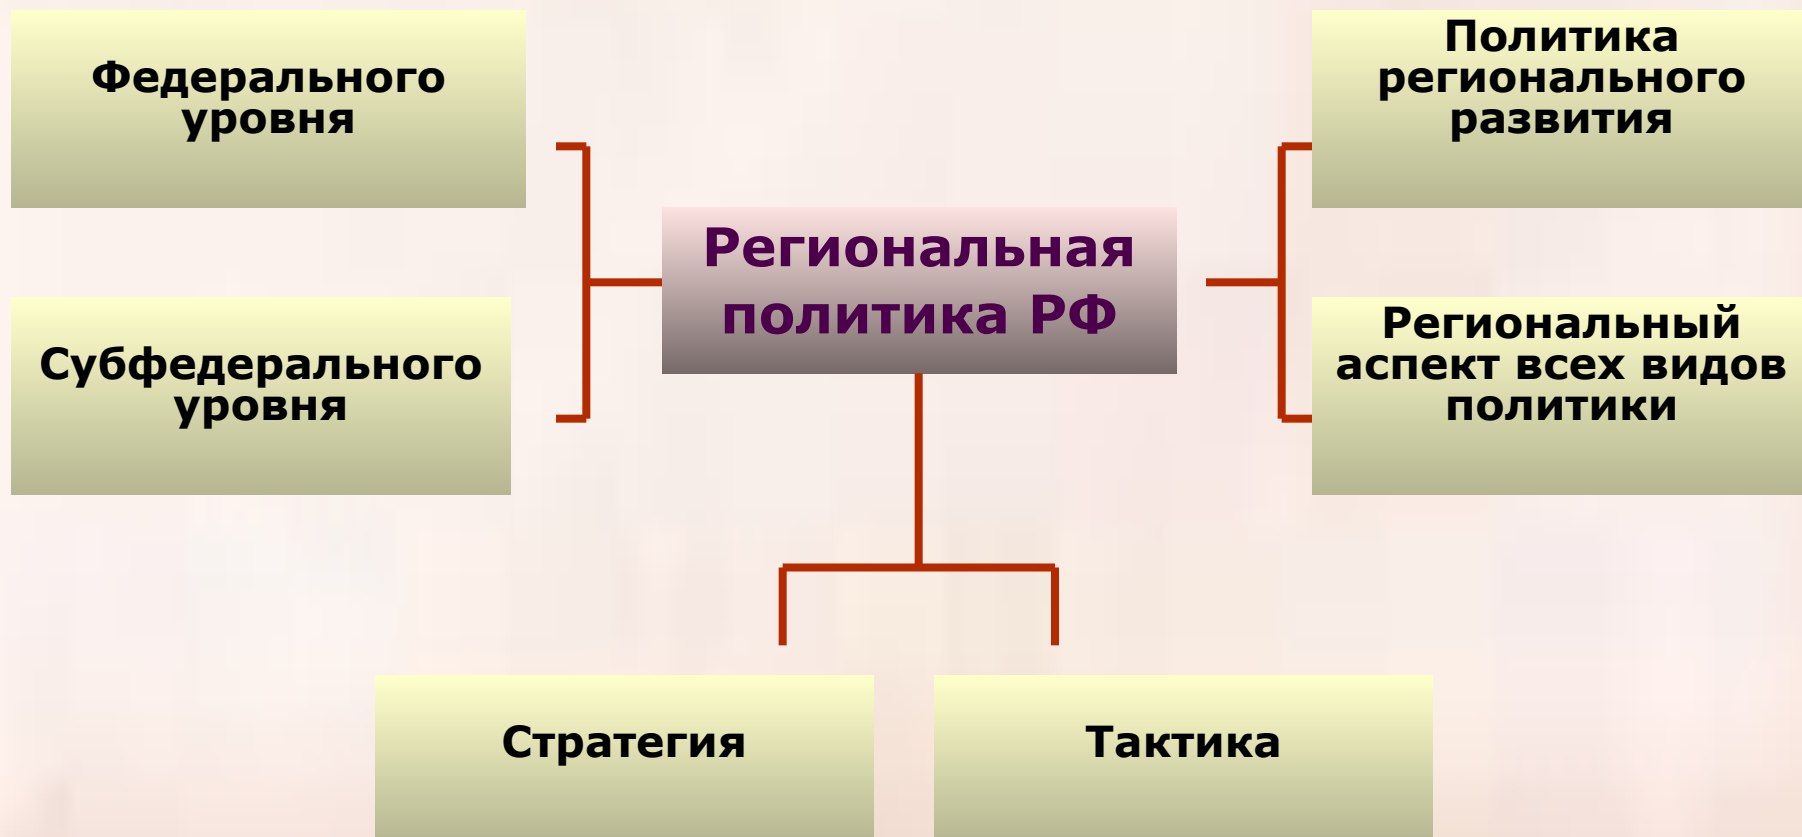 Федерального
уровня
Политика
регионального
развития
Региональная
политика РФ
Субфедерального
уровня
Региональный
аспект всех видов
политики
Стратегия
Тактика